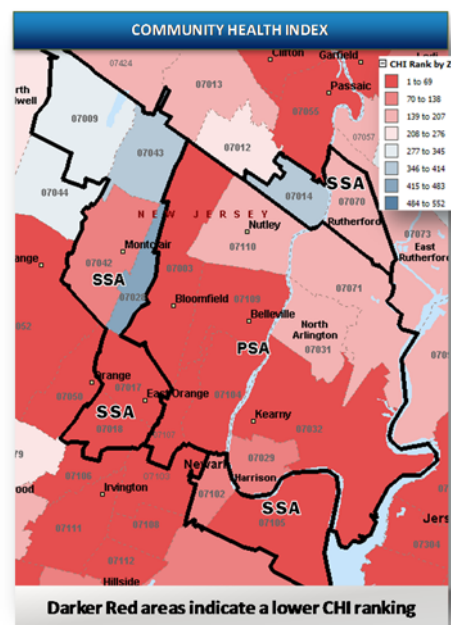 COMMUNITY HEALTH INDEX
07424
Clifton
Garfield
CHI Rank by Z
1 to 69
70 to 138
139 to 207
208 to 276
277 to 345
346 to 414
415 to 483
484 to 552
07013
Passaic
07055
07009
07012
07057
07043
07044
07014
SSA
07070
Rutherford
NEW JERSEY
Nutley
07110
07073
East
Rutherford
07042
Montclair
SSA
07003
07071
07028
Bloomfield
07109
Belleville
North
Arlington
07031
PSA
Orange
07050
07017
East Orange
07104
SSA
07018
07107
Kearny
07032
07029
Newark
Harrison
07106
07103
07102
Irvington
SSA
07105
07111
07108
07112
07304
Hillside
Darker Red areas indicate a lower CHI ranking